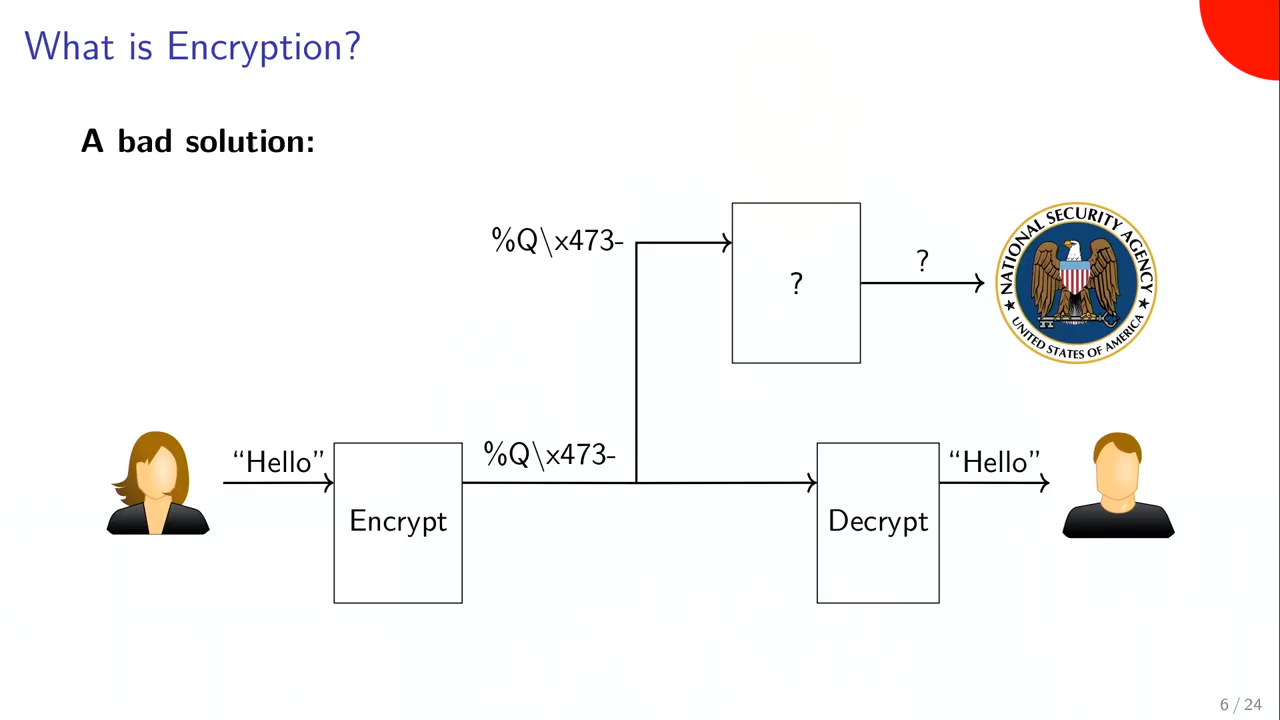 What is Encryption?
A bad solution:
%Q\x473-
?
?
NATIONAL SECURITY AGENCY
UNITED STATES OF AMERICA
“Hello”
Encrypt
%Q\x473-
Decrypt
“Hello”
6 / 24